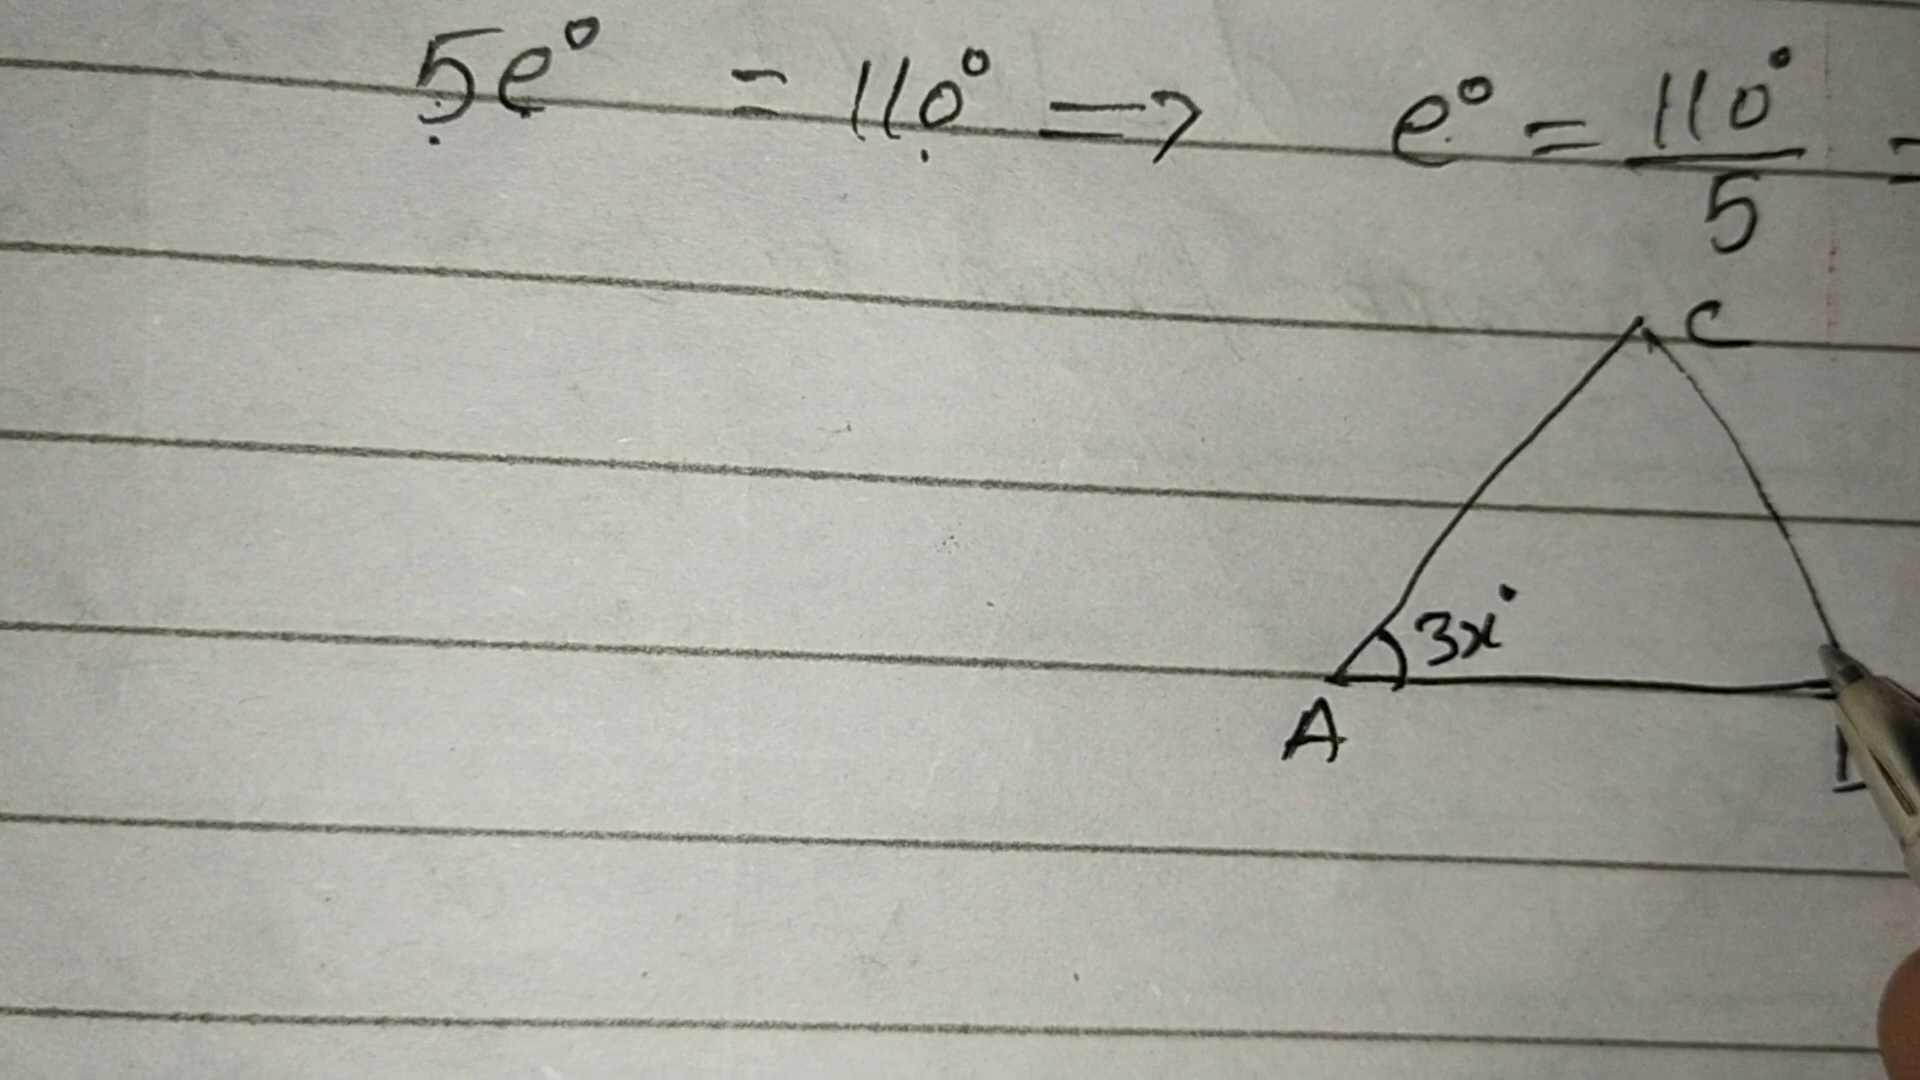 5e° = 110° => e° = 110°/5 =
C
3x°
A